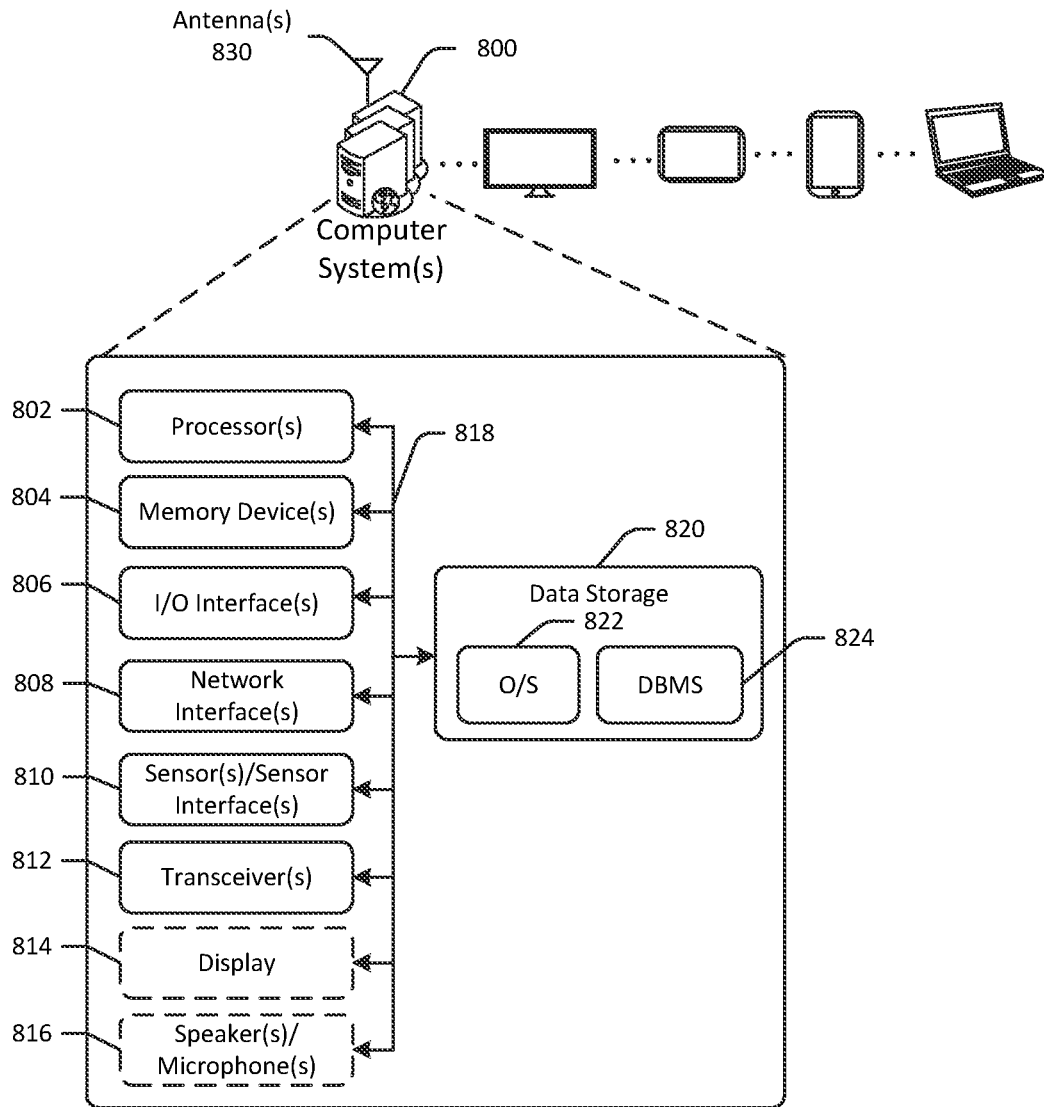 Antenna(s)
830
800
Computer
System(s)
802
Processor(s)
818
804
Memory Device(s)
820
806
I/O Interface(s)
Data Storage
822
824
O/S
DBMS
808
Network
Interface(s)
810
Sensor(s)/Sensor
Interface(s)
812
Transceiver(s)
814
Display
816
Speaker(s)/
Microphone(s)